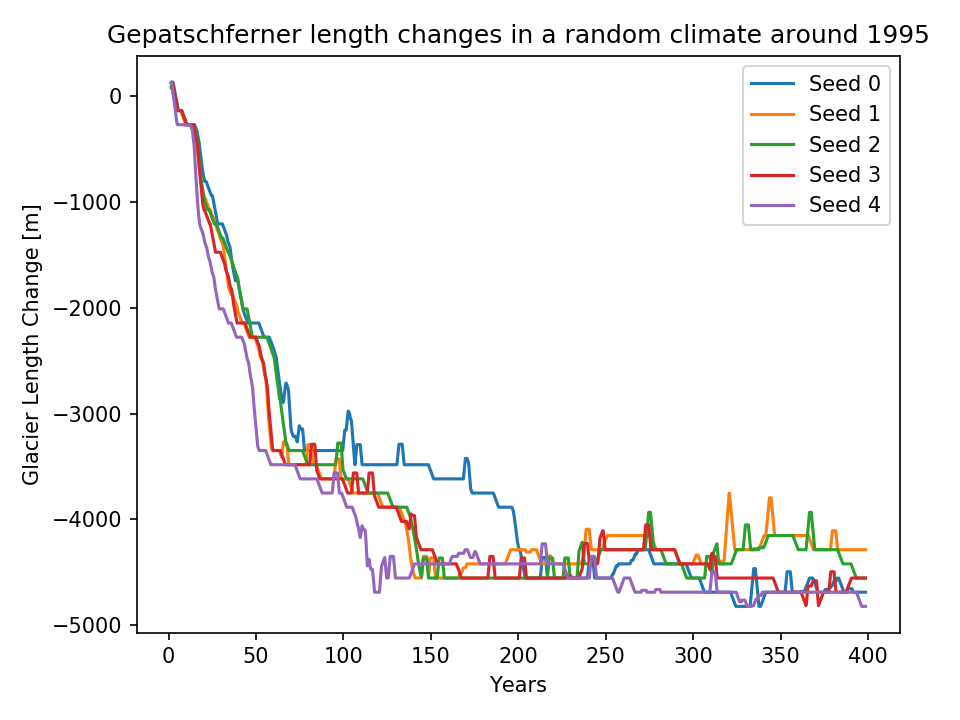 Gepatschferner length changes in a random climate around 1995
Glacier Length Change [m]
0
−1000
−2000
−3000
−4000
−5000
Seed 0
Seed 1
Seed 2
Seed 3
Seed 4
0 50 100 150 200 250 300 350 400
Years